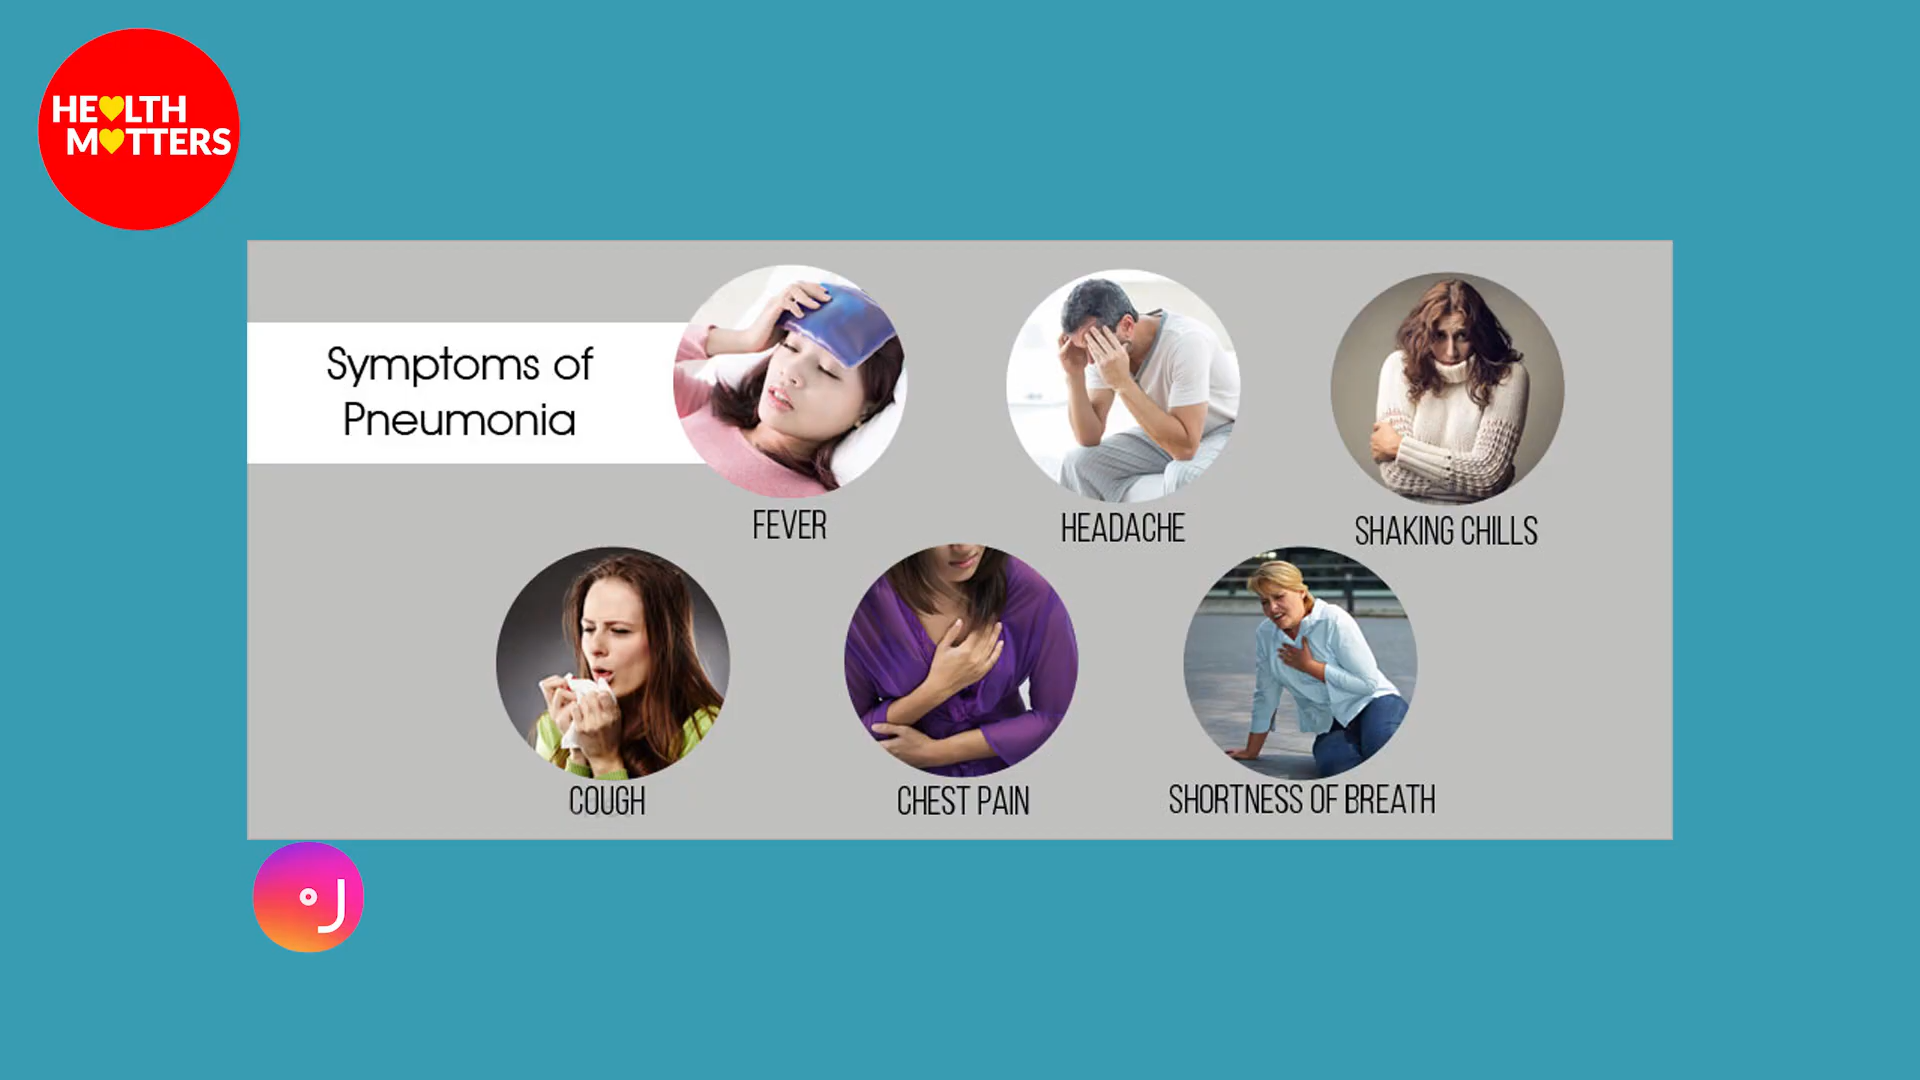 HEALTH
MATTERS
Symptoms of
Pneumonia
FEVER
HEADACHE
SHAKING CHILLS
COUGH
CHEST PAIN
SHORTNESS OF BREATH